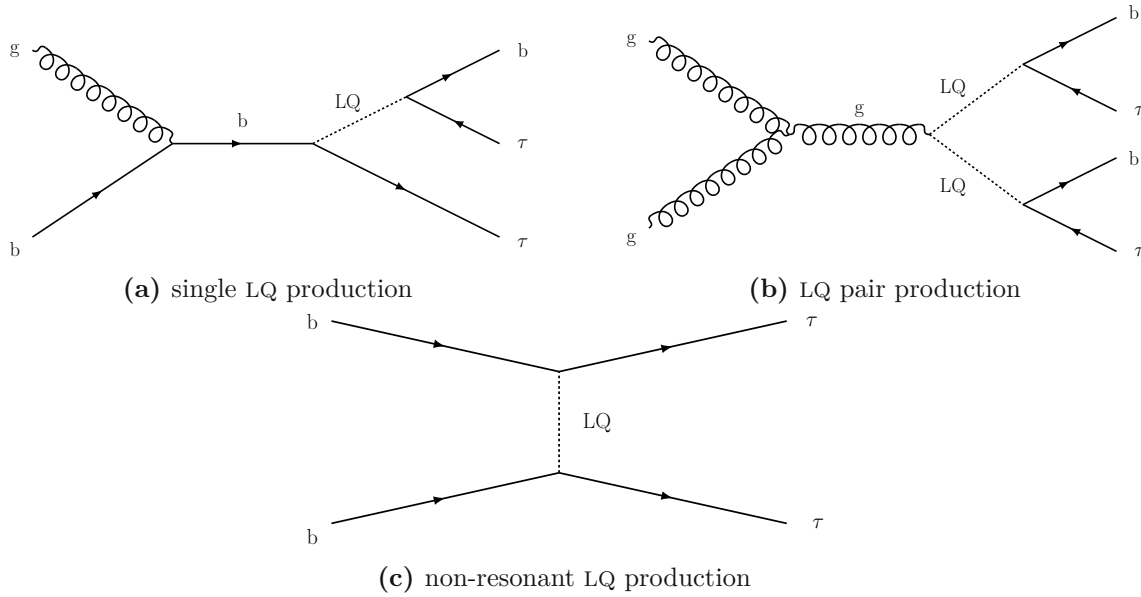 g
b
b
LQ
b
τ
τ
(a) single LQ production
g
g
g
LQ
LQ
b
τ
b
τ
(b) LQ pair production
b
b
LQ
τ
τ
(c) non-resonant LQ production